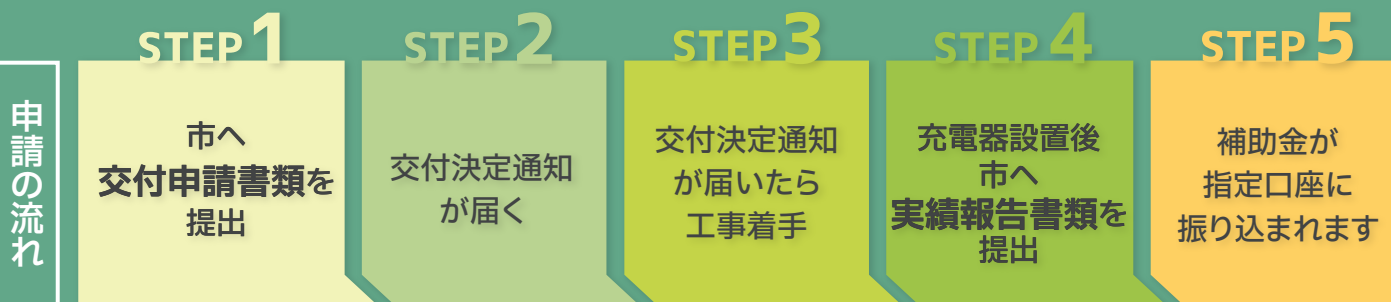 申請の流れ
STEP 1
市へ
交付申請書類を
提出
STEP 2
交付決定通知
が届く
STEP 3
交付決定通知
が届いたら
工事着手
STEP 4
充電器設置後
市へ
実績報告書類を
提出
STEP 5
補助金が
指定口座に
振り込まれます